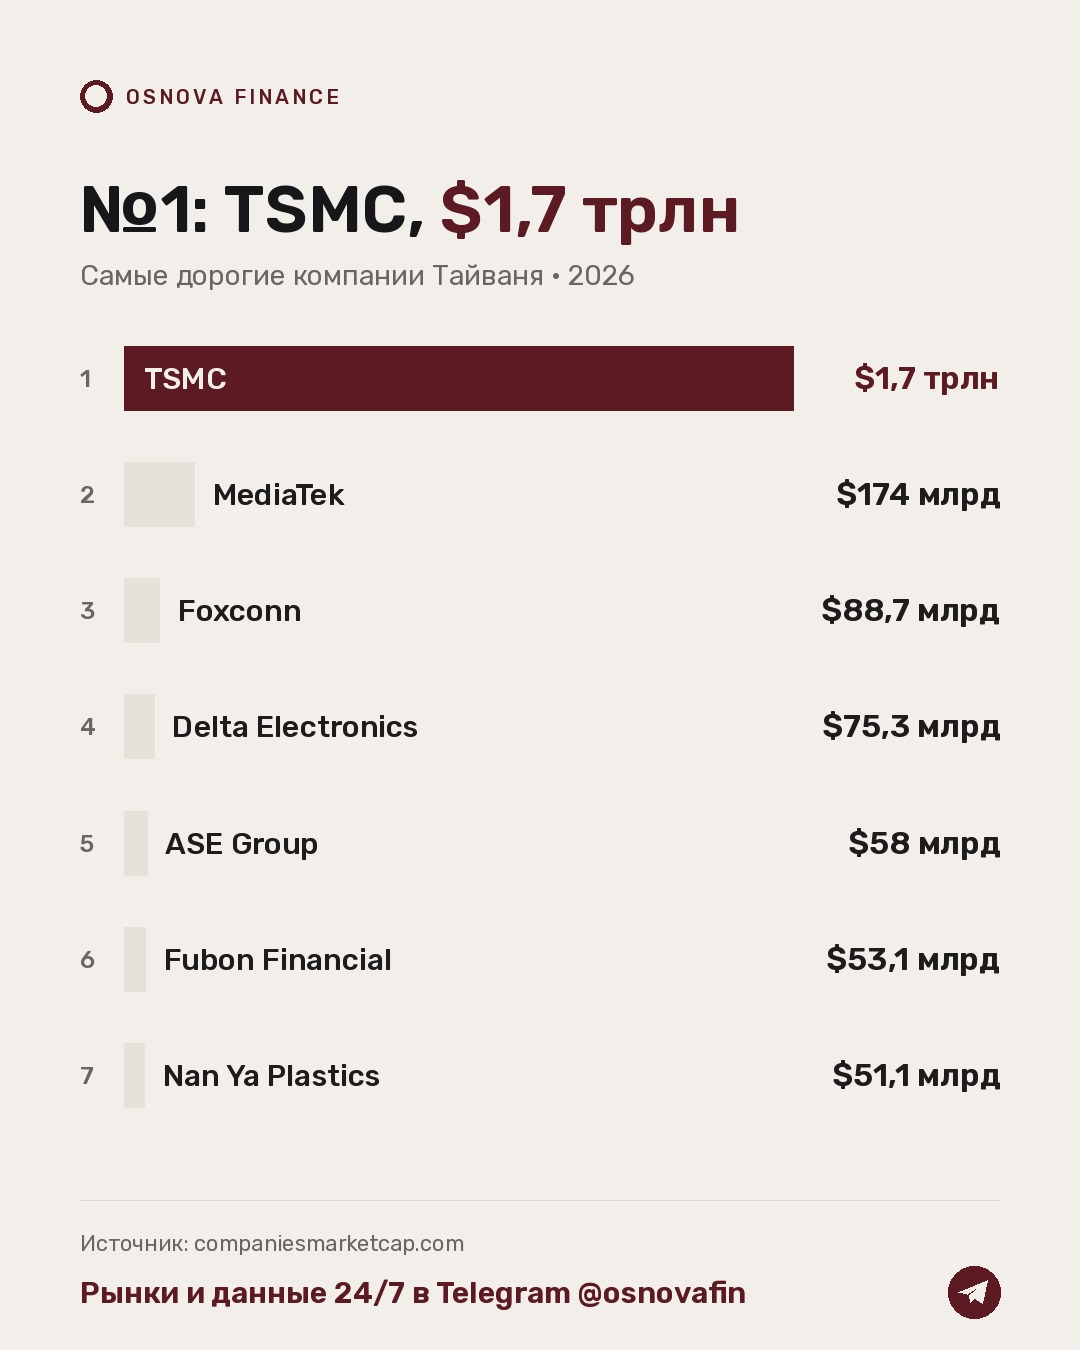 OSNOVA FINANCE
№1: TSMC, $1,7 трлн
Самые дорогие компании Тайваня • 2026
1 TSMC $1,7 трлн
2 MediaTek $174 млрд
3 Foxconn $88,7 млрд
4 Delta Electronics $75,3 млрд
5 ASE Group $58 млрд
6 Fubon Financial $53,1 млрд
7 Nan Ya Plastics $51,1 млрд
Источник: companiesmarketcap.com
Рынки и данные 24/7 в Telegram @osnovafin